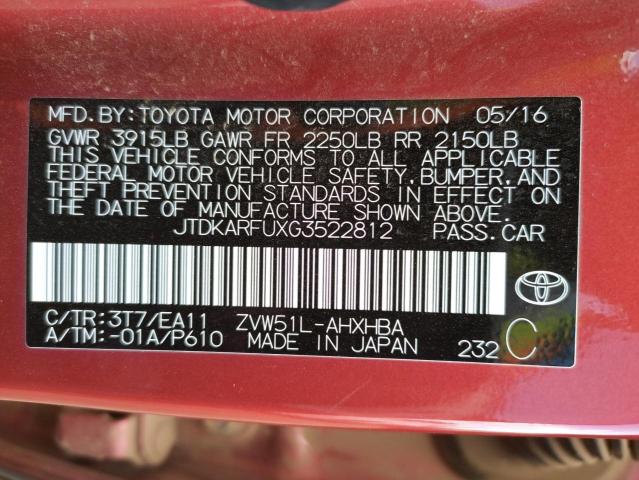 MFD.BY:TOYOTA MOTOR CORPORATION 05/16
GVWR 3915LB GAWR FR 2250LB RR 2150LB
THIS VEHICLE CONFORMS TO ALL APPLICABLE
FEDERAL MOTOR VEHICLE SAFETY,BUMPER,AND
THEFT PREVENTION STANDARDS IN EFFECT ON
THE DATE OF MANUFACTURE SHOWN ABOVE.
JTDKARFUXG3522812 PASS.CAR
C/TR:3T7/EA11 ZVW51L-AHXHBA
A/TM:-01A/P610 MADE IN JAPAN 232 C
TOYOTA